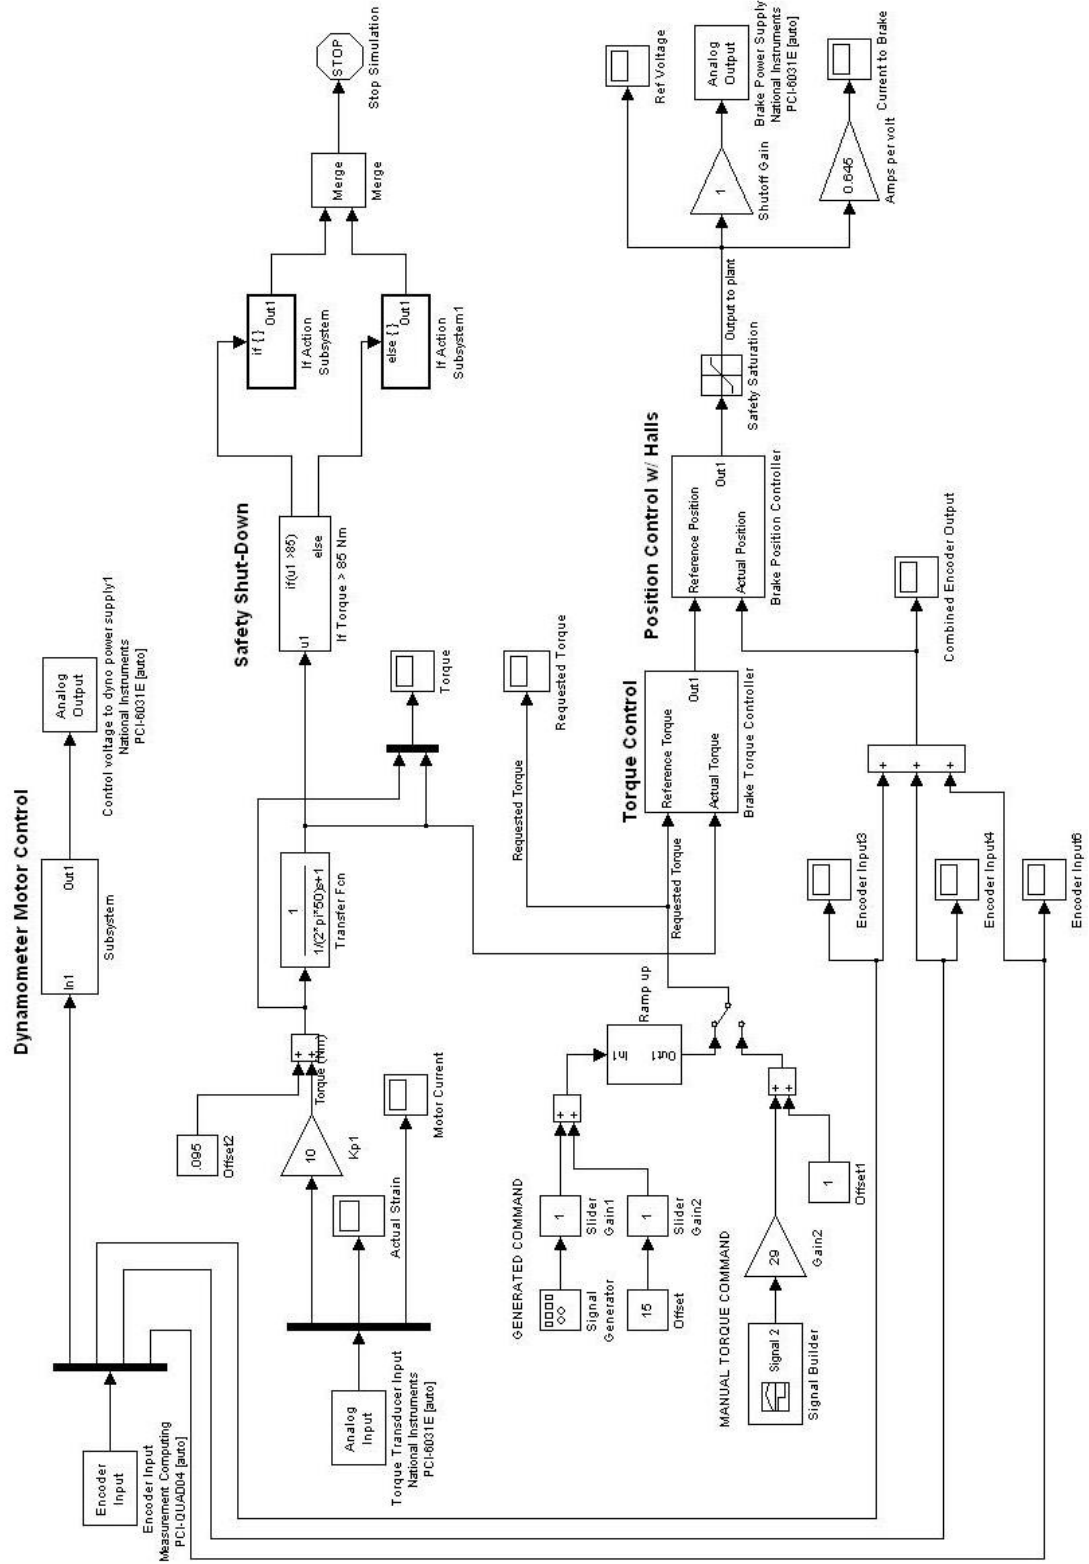 Dynamometer Motor Control
Encoder
Input
Encoder Input
Measurement Computing
PCI-QUAD04 [auto]
In1
Out1
Subsystem
Analog
Output
Control voltage to dyno power supply1
National Instruments
PCI-6031E [auto]
Safety Shut-Down
Analog
Input
Torque Transducer Input
National Instruments
PCI-6031E [auto]
.095
Offset2
10
Kp1
Torque (Nm)
+
+
Actual Strain
Motor Current
1
1/(2*pi*50)s+1
Transfer Fcn
Torque
u1
if(u1 >85)
else
If Torque > 85 Nm
if { }
Out1
If Action
Subsystem
else { }
Out1
If Action
Subsystem1
Merge
Merge
STOP
Stop Simulation
GENERATED COMMAND
Signal
Generator
1
Slider
Gain1
15
Offset
1
Slider
Gain2
+
+
In1
Out1
Ramp up
MANUAL TORQUE COMMAND
Signal 2
Signal Builder
29
Gain2
1
Offset1
+
+
Requested Torque
Requested Torque
Requested Torque
Torque Control
Reference Torque
Actual Torque
Out1
Brake Torque Controller
Position Control w/ Halls
Reference Position
Actual Position
Out1
Brake Position Controller
Safety Saturation
Output to plant
Ref Voltage
1
Shutoff Gain
Analog
Output
Brake Power Supply
National Instruments
PCI-6031E [auto]
0.645
Amps per volt
Current to Brake
Encoder Input3
Encoder Input4
Encoder Input6
+
+
+
Combined Encoder Output